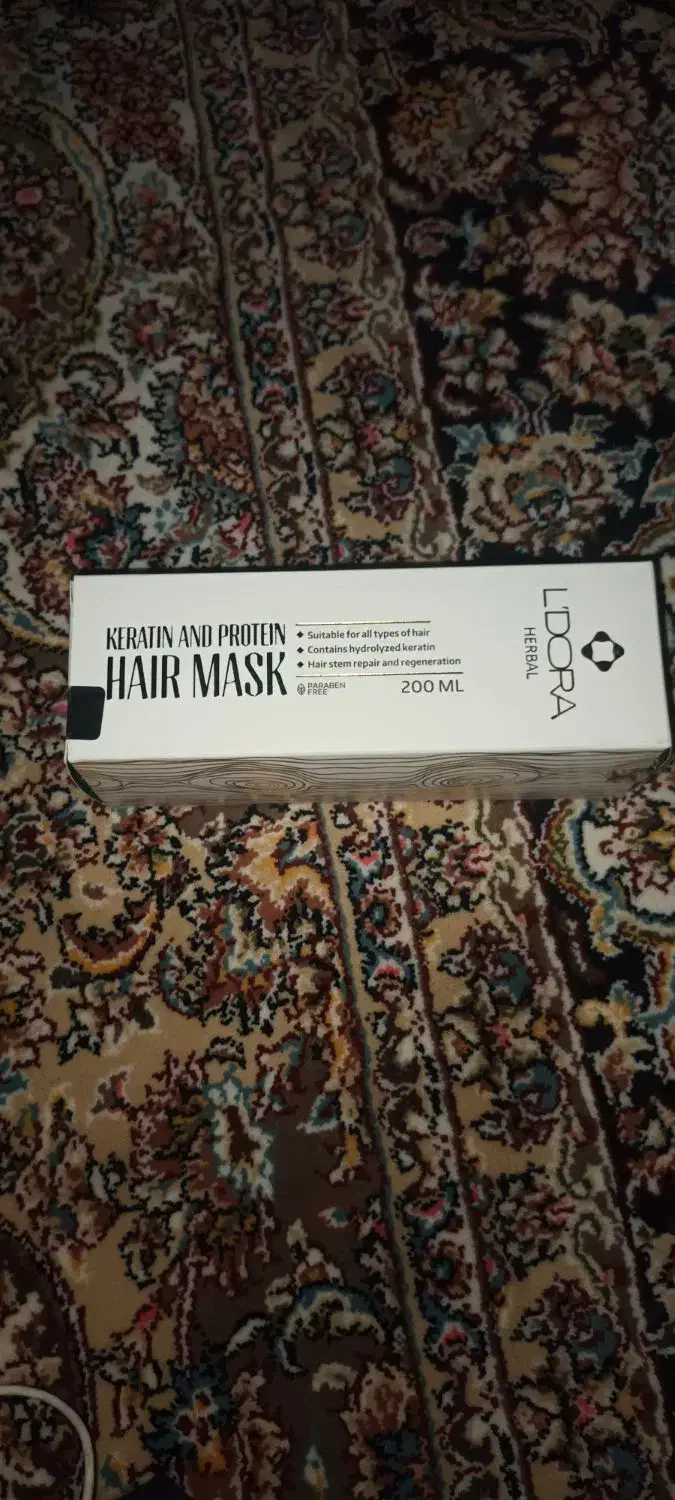 KERATIN AND PROTEIN
HAIR MASK
Suitable for all types of hair
Contains hydrolyzed keratin
Hair stem repair and regeneration
PARABEN
FREE
200 ML
L'DORA
HERBAL